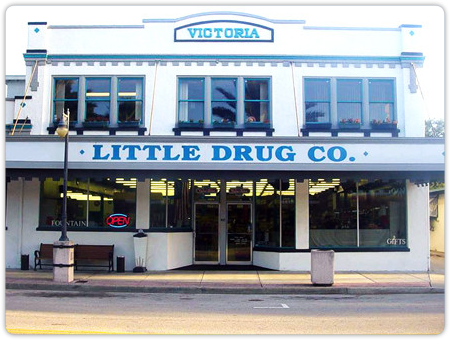 VICTORIA
LITTLE DRUG CO.
OPEN
FOUNTAIN
GIFTS